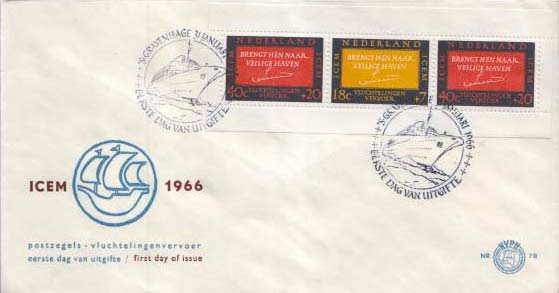 NEDERLAND
BRENGT HEN NAAR
VEILIGE HAVEN
ICEM
ICEM
40c VLUCHTELINGEN VERVOER +20
NEDERLAND
BRENGT HEN NAAR
VEILIGE HAVEN
ICEM
ICEM
18c VLUCHTELINGEN VERVOER +7
NEDERLAND
BRENGT HEN NAAR
VEILIGE HAVEN
ICEM
ICEM
40c VLUCHTELINGEN VERVOER +20
'S-GRAVENHAGE 31 JANUARI
EERSTE DAG VAN UITGIFTE
JANUARI 1966
EERSTE DAG VAN UITGIFTE
ICEM 1966
postzegels - vluchtelingenvervoer
eerste dag van uitgifte / first day of issue
NR NVPH 78